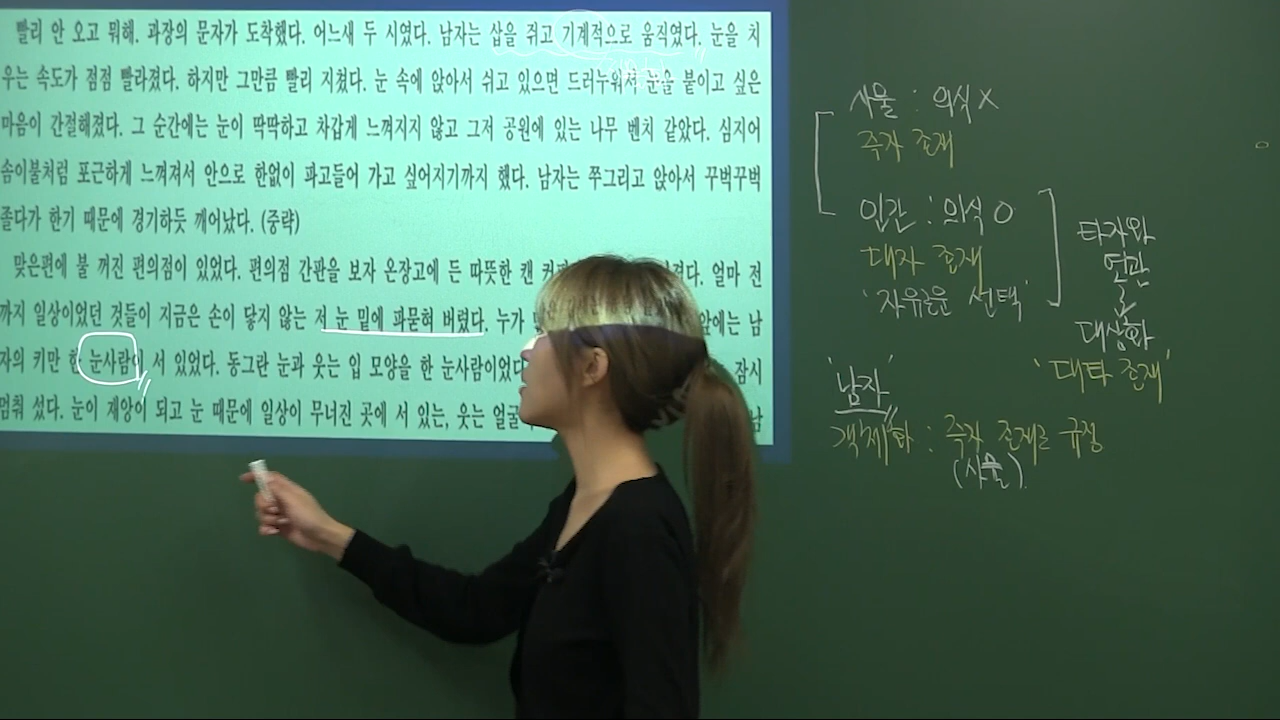 빨리 안 오고 뭐해. 과장의 문자가 도착했다. 어느새 두 시였다. 남자는 삽을 쥐고 기계적으로 움직였다. 눈을 치
우는 속도가 점점 빨라졌다. 하지만 그만큼 빨리 지쳤다. 눈 속에 앉아서 쉬고 있으면 드러누워서 눈을 붙이고 싶은
마음이 간절해졌다. 그 순간에는 눈이 딱딱하고 차갑게 느껴지지 않고 그저 공원에 있는 나무 벤치 같았다. 심지어
솜이불처럼 포근하게 느껴져서 안으로 한없이 파고들어 가고 싶어지기까지 했다. 남자는 쭈그리고 앉아서 꾸벅꾸벅
졸다가 한기 때문에 경기하듯 깨어났다. (중략)
맞은편에 불 꺼진 편의점이 있었다. 편의점 간판을 보자 온장고에 든 따뜻한 캔 다. 얼마 전
까지 일상이었던 것들이 지금은 손이 닿지 않는 저 눈 밑에 파묻혀 버렸다. 누가 앞에는 남
자의 키만 한 눈사람이 서 있었다. 동그란 눈과 웃는 입 모양을 한 눈사람이었다 잠시
멈춰 섰다. 눈이 재앙이 되고 눈 때문에 일상이 무너진 곳에 서 있는, 웃는 얼굴 남
사물 : 의식 X
즉자 존재
인간 : 의식 O
대자 존재
'자유로운 선택'
타자와
연관
대상화
'대타 존재'
'남자'
객체화 : 즉자 존재로 규정
(사물)